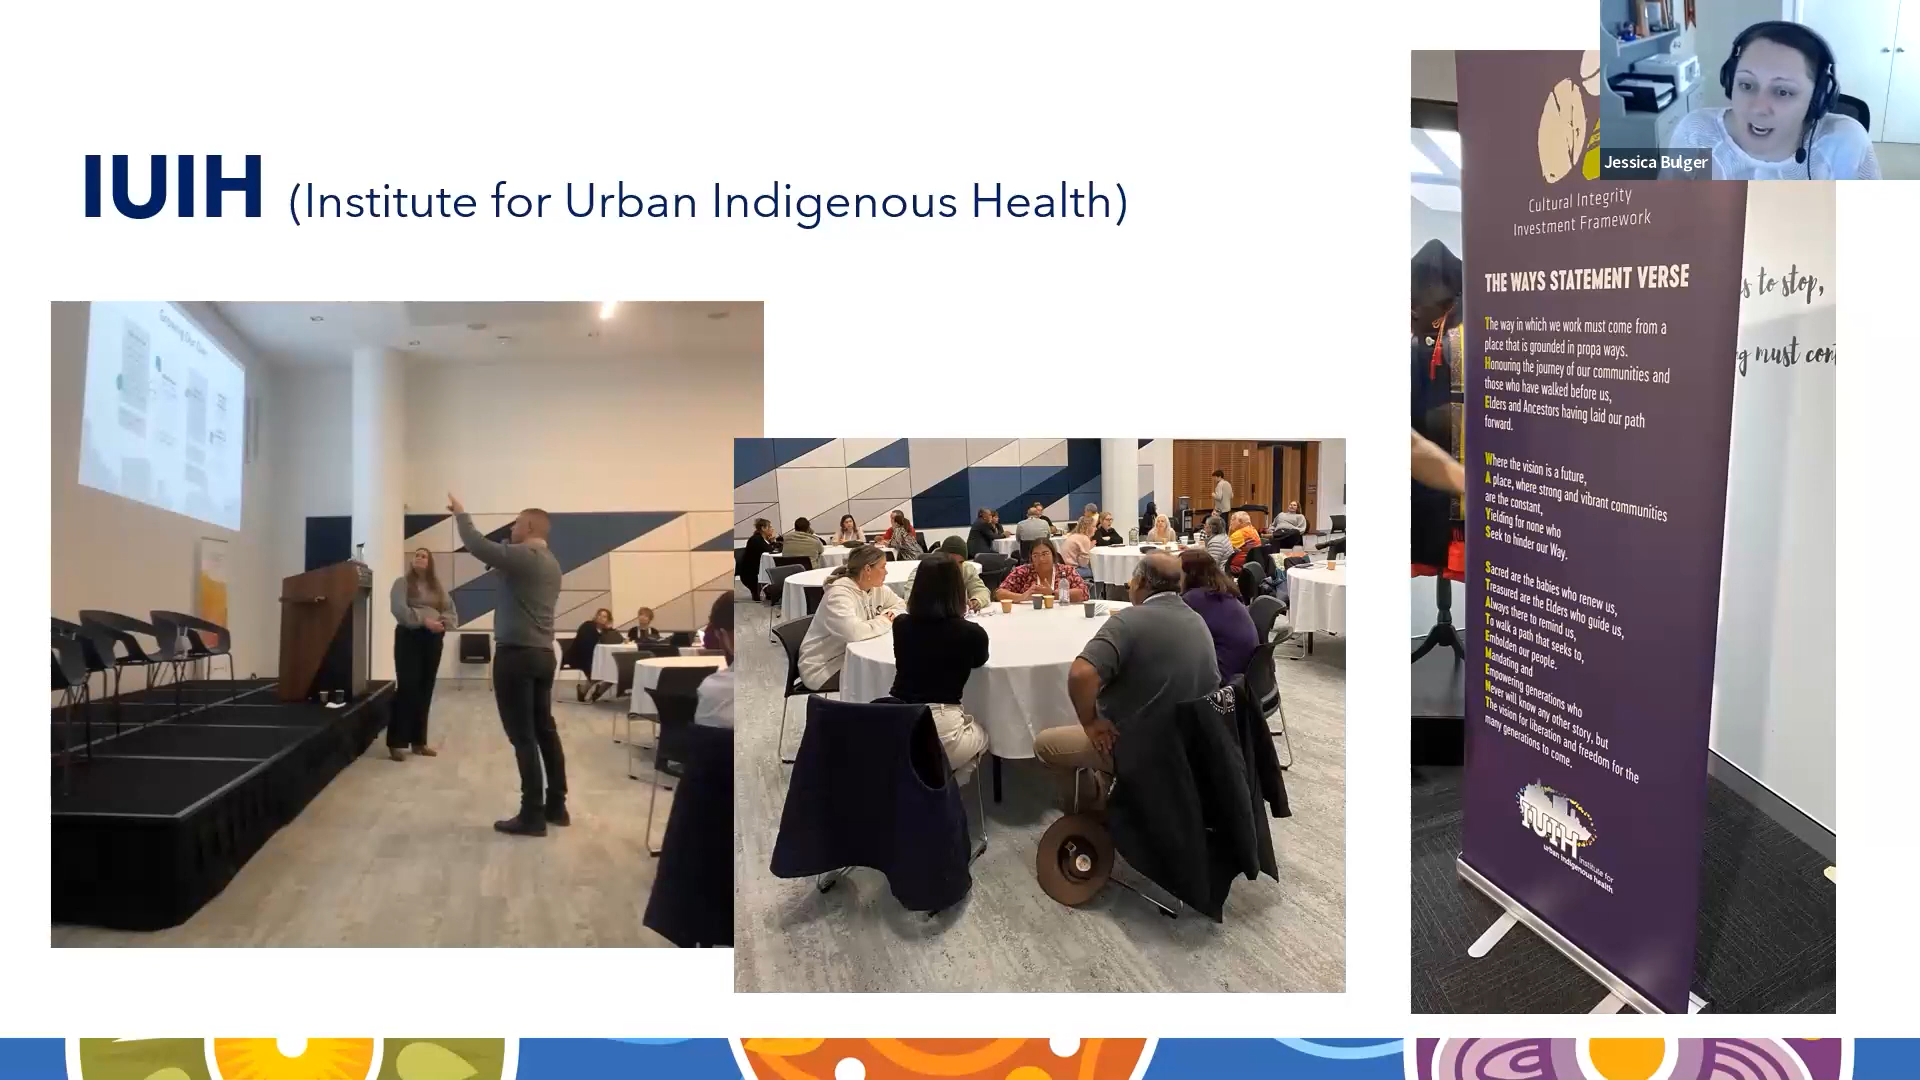 IUIH (Institute for Urban Indigenous Health)
Jessica Bulger
Growing Our Own
Cultural Integrity
Investment Framework
THE WAYS STATEMENT VERSE
The way in which we work must come from a
place that is grounded in propa ways.
Honouring the journey of our communities and
those who have walked before us,
Elders and Ancestors having laid our path
forward.
Where the vision is a future,
A place, where strong and vibrant communities
are the constant,
Yielding for none who
Seek to hinder our Way.
Sacred are the babies who renew us,
Treasured are the Elders who guide us,
Always there to remind us,
To walk a path that seeks to,
Embolden our people.
Mandating and
Empowering generations who
Never will know any other story, but
The vision for liberation and freedom for the
many generations to come.
IUIH
institute for
urban indigenous health
to stop,
must